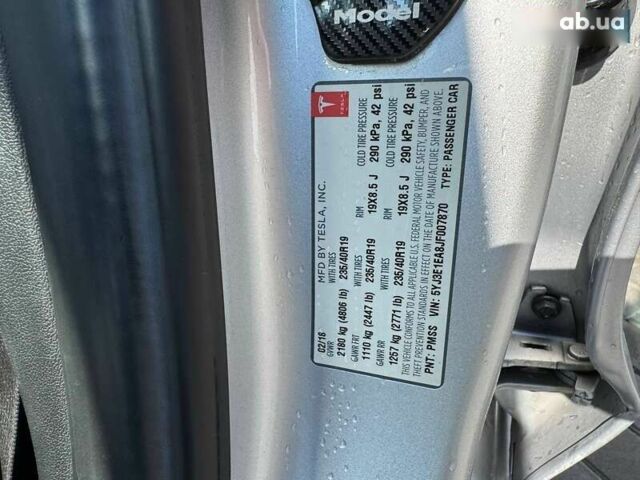 ab.ua
Model
TESLA
MFD BY TESLA, INC.
02/18
GVWR WITH TIRES RIM COLD TIRE PRESSURE
2180 kg (4806 lb) 235/40R19 19X8.5 J 290 kPa, 42 psi
GAWR FRT WITH TIRES RIM COLD TIRE PRESSURE
1110 kg (2447 lb) 235/40R19 19X8.5 J 290 kPa, 42 psi
GAWR RR WITH TIRES RIM COLD TIRE PRESSURE
1257 kg (2771 lb) 235/40R19 19X8.5 J 290 kPa, 42 psi
THIS VEHICLE CONFORMS TO ALL APPLICABLE U.S. FEDERAL MOTOR VEHICLE SAFETY, BUMPER, AND
THEFT PREVENTION STANDARDS IN EFFECT ON THE DATE OF MANUFACTURE SHOWN ABOVE.
PNT: PMSS VIN: 5YJ3E1EA8JF007870 TYPE: PASSENGER CAR